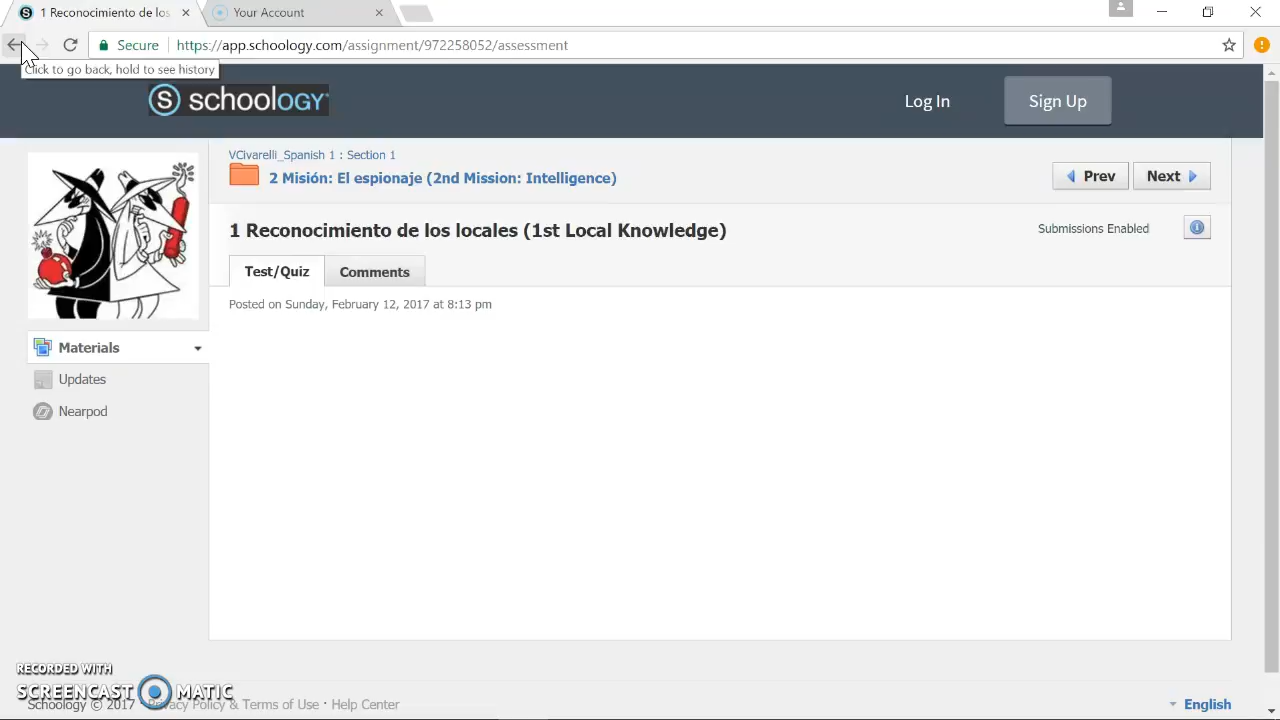 1 Reconocimiento de los
Your Account
Secure
https://app.schoology.com/assignment/972258052/assessment
Click to go back, hold to see history
S schoology
Log In
Sign Up
VCivarelli_Spanish 1 : Section 1
2 Misión: El espionaje (2nd Mission: Intelligence)
Prev
Next
1 Reconocimiento de los locales (1st Local Knowledge)
Submissions Enabled
Test/Quiz
Comments
Posted on Sunday, February 12, 2017 at 8:13 pm
Materials
Updates
Nearpod
RECORDED WITH
SCREENCAST MATIC
Schoology © 2017
Privacy Policy & Terms of Use · Help Center
English